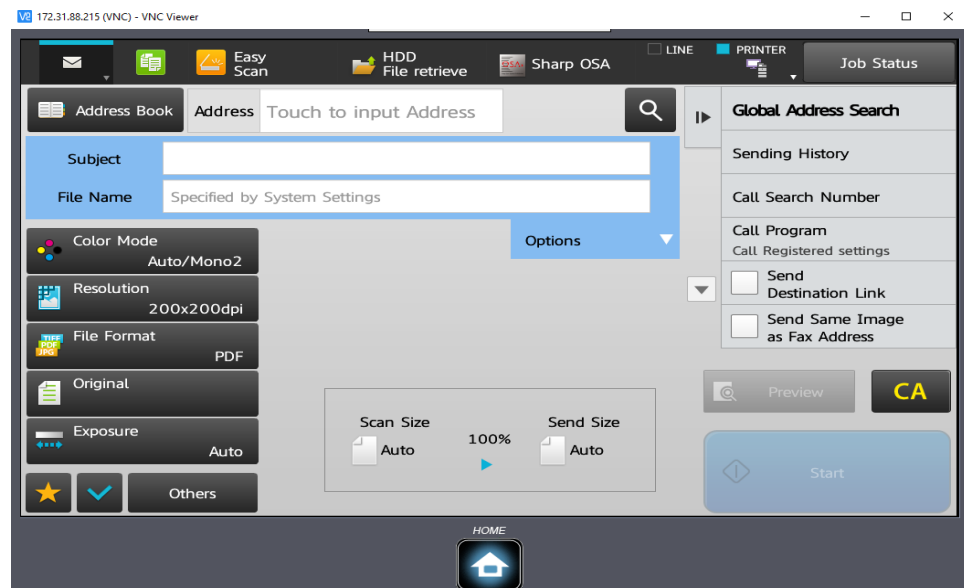 172.31.88.215 (VNC) - VNC Viewer
Easy
Scan
HDD
File retrieve
Sharp OSA
LINE
PRINTER
Job Status
Address Book
Address
Touch to input Address
Global Address Search
Subject
Sending History
File Name
Specified by System Settings
Call Search Number
Options
Call Program
Call Registered settings
Color Mode
Auto/Mono2
Send
Destination Link
Resolution
200x200dpi
Send Same Image
as Fax Address
TIFF
PDF
JPG
File Format
PDF
Original
Preview
CA
Exposure
Auto
Scan Size
Auto
100%
Send Size
Auto
Start
Others
HOME